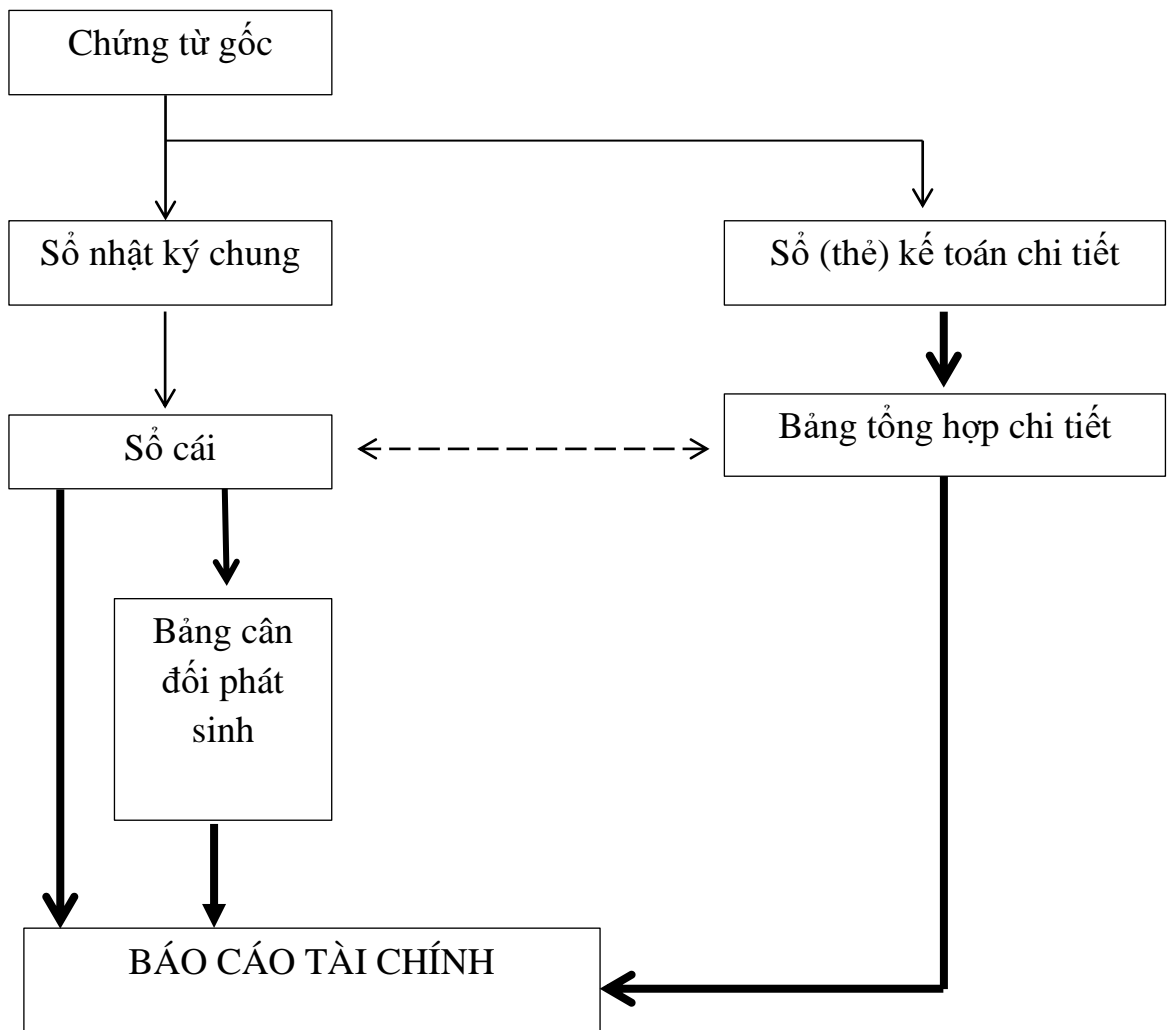 Chứng từ gốc
Sổ nhật ký chung
Sổ (thẻ) kế toán chi tiết
Sổ cái
Bảng tổng hợp chi tiết
Bảng cân
đối phát
sinh
BÁO CÁO TÀI CHÍNH